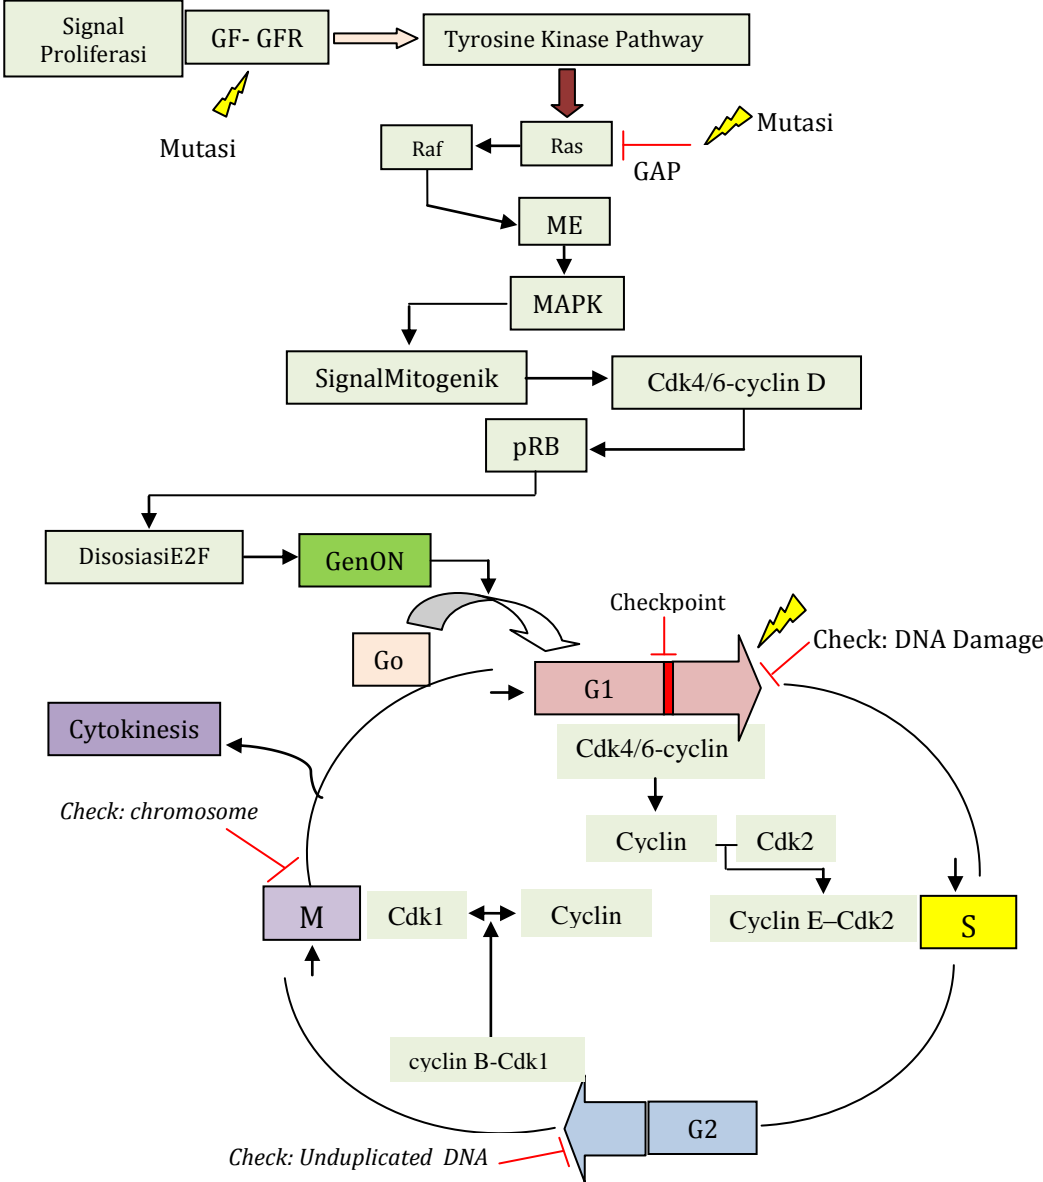 Signal
Proliferasi
GF- GFR
Tyrosine Kinase Pathway
Mutasi
Mutasi
Raf
Ras
GAP
ME
MAPK
SignalMitogenik
Cdk4/6-cyclin D
pRB
DisosiasiE2F
GenON
Checkpoint
Check: DNA Damage
Go
G1
Cytokinesis
Cdk4/6-cyclin
Check: chromosome
Cyclin
Cdk2
M
Cdk1
Cyclin
Cyclin E–Cdk2
S
cyclin B-Cdk1
G2
Check: Unduplicated DNA